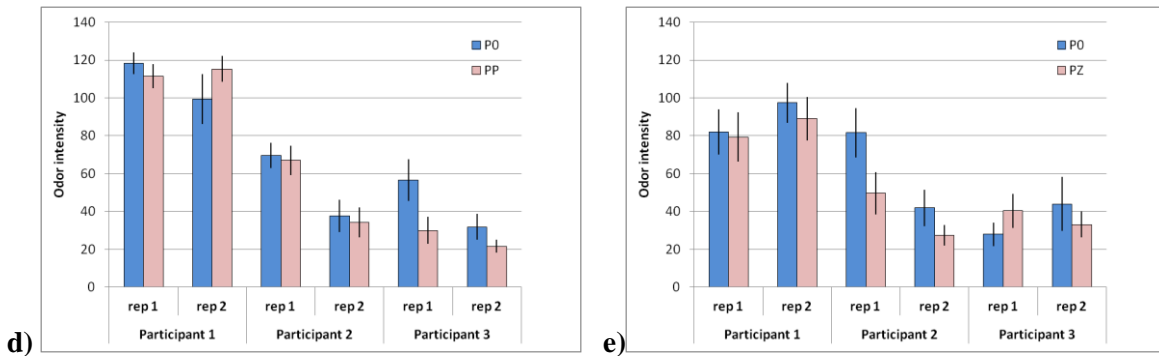 140
120
100
80
60
40
20
0
Odor intensity
P0
PP
rep 1 rep 2 rep 1 rep 2 rep 1 rep 2
Participant 1 Participant 2 Participant 3
d)
140
120
100
80
60
40
20
0
Odor intensity
P0
PZ
rep 1 rep 2 rep 1 rep 2 rep 1 rep 2
Participant 1 Participant 2 Participant 3
e)